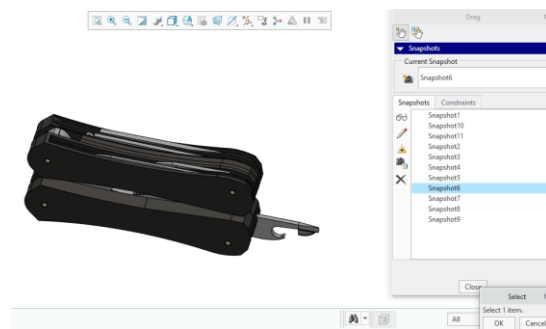 Drag
Snapshots
Current Snapshot
Snapshot6
Snapshots
Constraints
Snapshot1
Snapshot10
Snapshot11
Snapshot2
Snapshot3
Snapshot4
Snapshot5
Snapshot6
Snapshot7
Snapshot8
Snapshot9
Close
Select
Select 1 item.
All
OK
Cancel